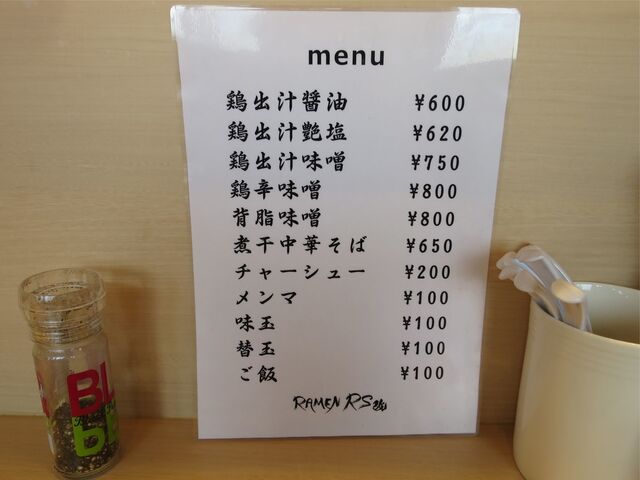 menu
鶏出汁醤油 ¥600
鶏出汁艶塩 ¥620
鶏出汁味噌 ¥750
鶏辛味噌 ¥800
背脂味噌 ¥800
煮干中華そば ¥650
チャーシュー ¥200
メンマ ¥100
味玉 ¥100
替玉 ¥100
ご飯 ¥100
RAMEN RS
BL